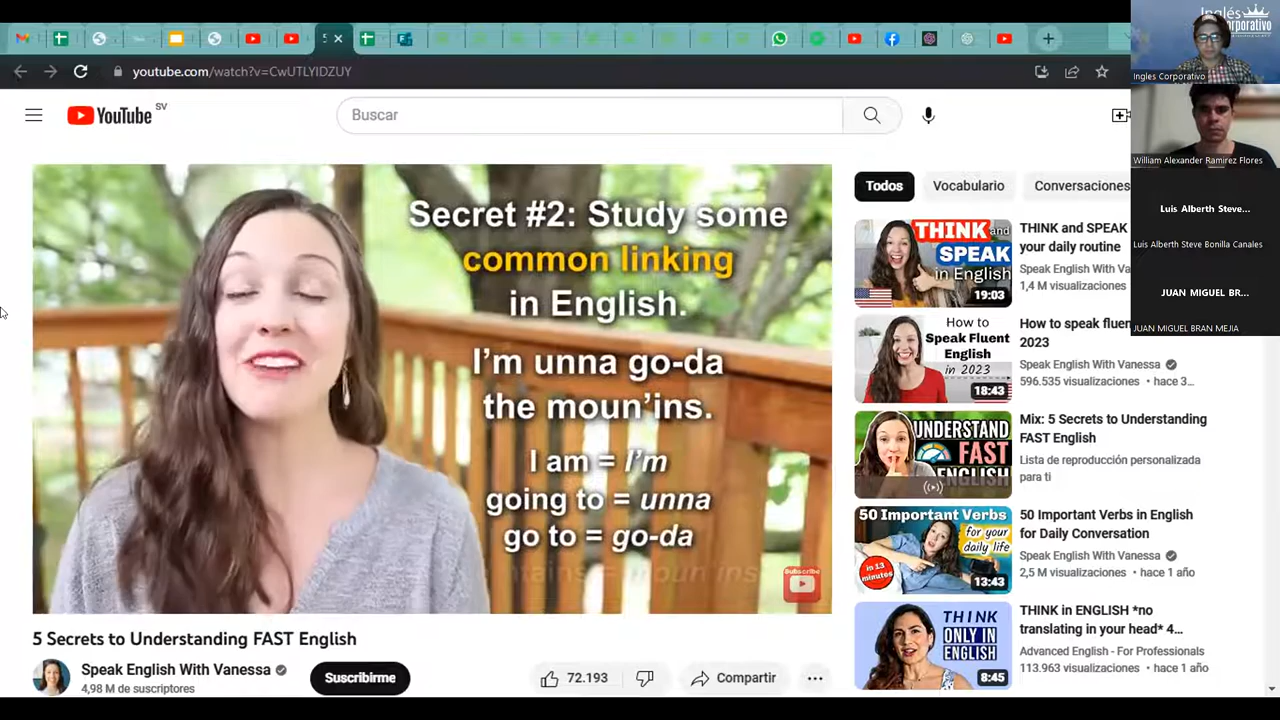 youtube.com/watch?v=CwUTLYIDZUY
YouTube SV
Buscar
Secret #2: Study some
common linking
in English.
I'm unna go-da
the moun'ins.
I am = I'm
going to = unna
go to = go-da
Subscribe
5 Secrets to Understanding FAST English
Speak English With Vanessa
4,98 M de suscriptores
Suscribirme
72.193
Compartir
Todos
Vocabulario
Conversaciones
THINK and
SPEAK
in English
19:03
THINK and SPEAK
your daily routine
Speak English With Va
1,4 M visualizaciones
How to
Speak Fluent
English
in 2023
18:43
How to speak fluen
2023
Speak English With Vanessa
596.535 visualizaciones • hace 3...
UNDERSTAND
FAST
ENGLISH
Mix: 5 Secrets to Understanding
FAST English
Lista de reproducción personalizada
para ti
50 Important Verbs
for your
daily life
in 13
minutes
13:43
50 Important Verbs in English
for Daily Conversation
Speak English With Vanessa
2,5 M visualizaciones • hace 1 año
THINK
ONLY IN
ENGLISH
8:45
THINK in ENGLISH *no
translating in your head* 4...
Advanced English - For Professionals
113.963 visualizaciones • hace 1 año
Inglés
Corporativo
Ingles Corporativo
William Alexander Ramirez Flores
Luis Alberth Steve...
Luis Alberth Steve Bonilla Canales
JUAN MIGUEL BR...
JUAN MIGUEL BRAN MEJIA